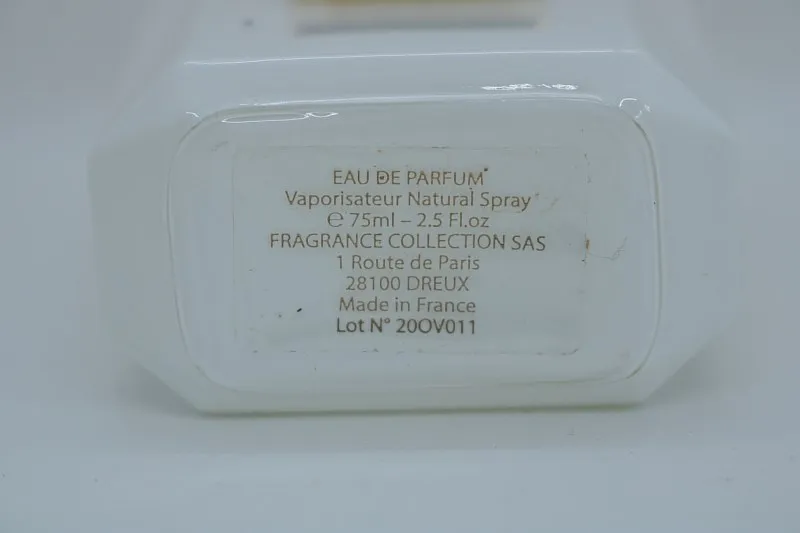 EAU DE PARFUM
Vaporisateur Natural Spray
℮ 75ml – 2.5 Fl.oz
FRAGRANCE COLLECTION SAS
1 Route de Paris
28100 DREUX
Made in France
Lot N° 20OV011